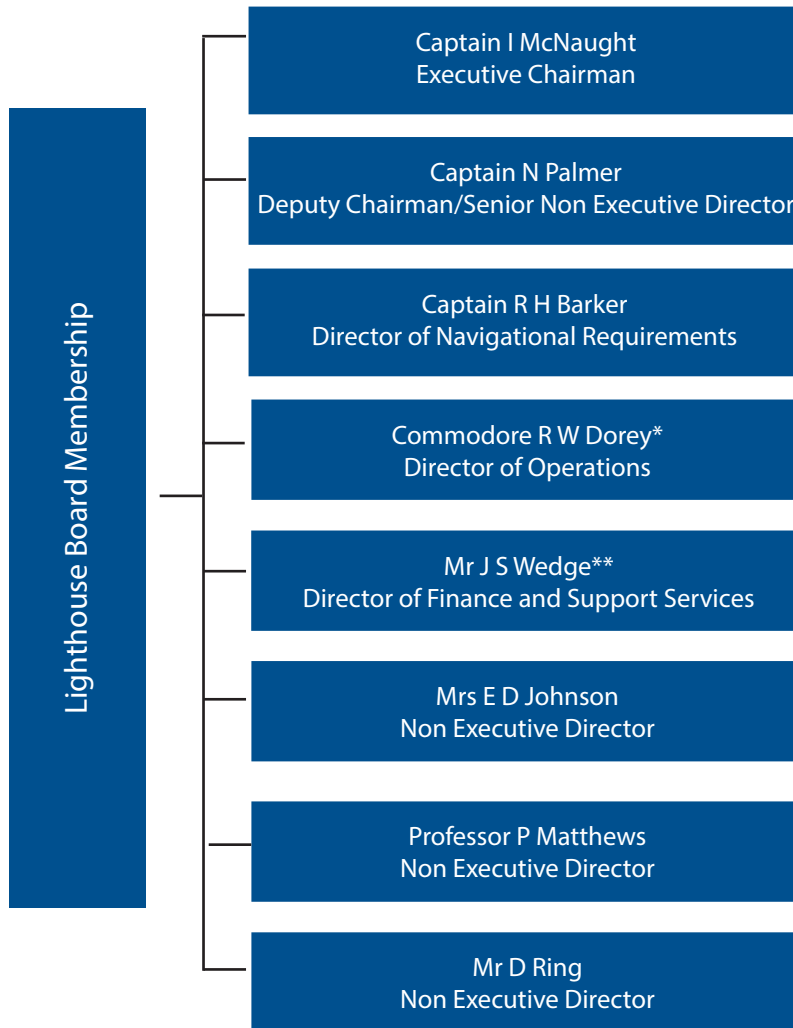 Lighthouse Board Membership
Captain I McNaught
Executive Chairman
Captain N Palmer
Deputy Chairman/Senior Non Executive Director
Captain R H Barker
Director of Navigational Requirements
Commodore R W Dorey*
Director of Operations
Mr J S Wedge**
Director of Finance and Support Services
Mrs E D Johnson
Non Executive Director
Professor P Matthews
Non Executive Director
Mr D Ring
Non Executive Director